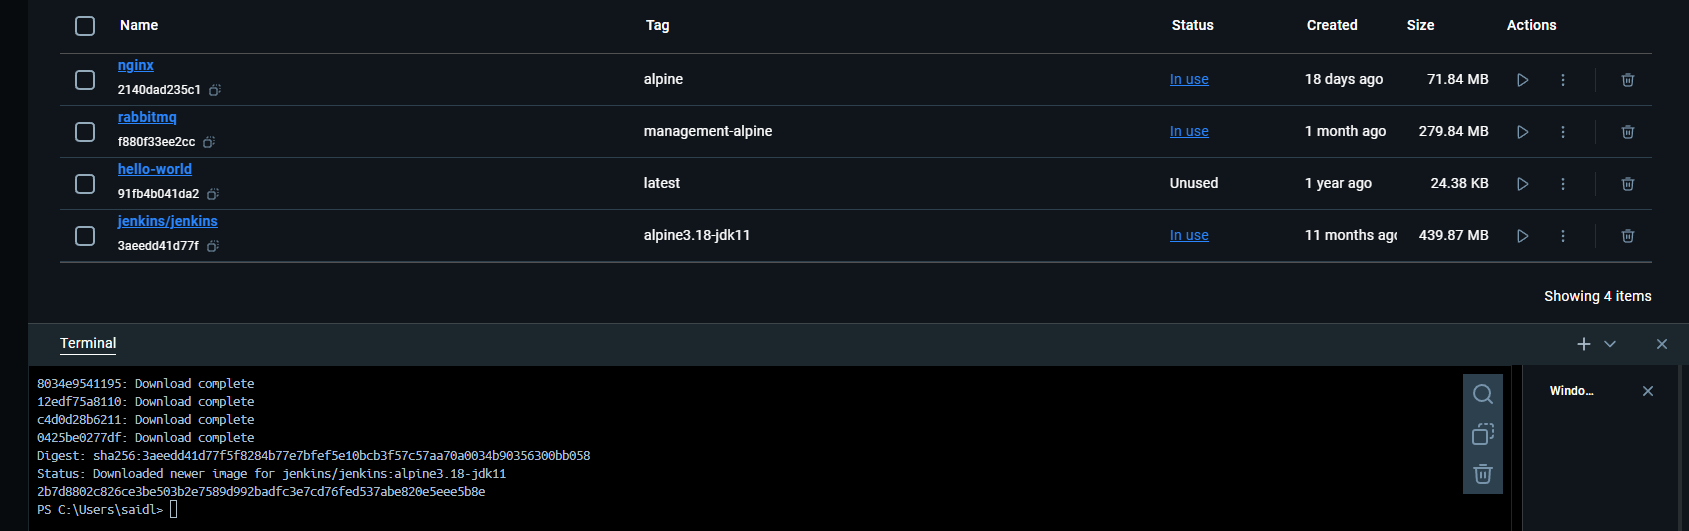 Name Tag Status Created Size Actions
nginx
2140dad235c1 alpine In use 18 days ago 71.84 MB
rabbitmq
f880f33ee2cc management-alpine In use 1 month ago 279.84 MB
hello-world
91fb4b041da2 latest Unused 1 year ago 24.38 KB
jenkins/jenkins
3aeedd41d77f alpine3.18-jdk11 In use 11 months ago 439.87 MB
Showing 4 items
Terminal
8034e9541195: Download complete
12edf75a8110: Download complete
c4d0d28b6211: Download complete
0425be0277df: Download complete
Digest: sha256:3aeedd41d77f5f8284b77e7bfef5e10bcb3f57c57aa70a0034b90356300bb058
Status: Downloaded newer image for jenkins/jenkins:alpine3.18-jdk11
2b7d8802c826ce3be503b2e7589d992badfc3e7cd76fed537abe820e5eee5b8e
PS C:\Users\saidl>
Windo...